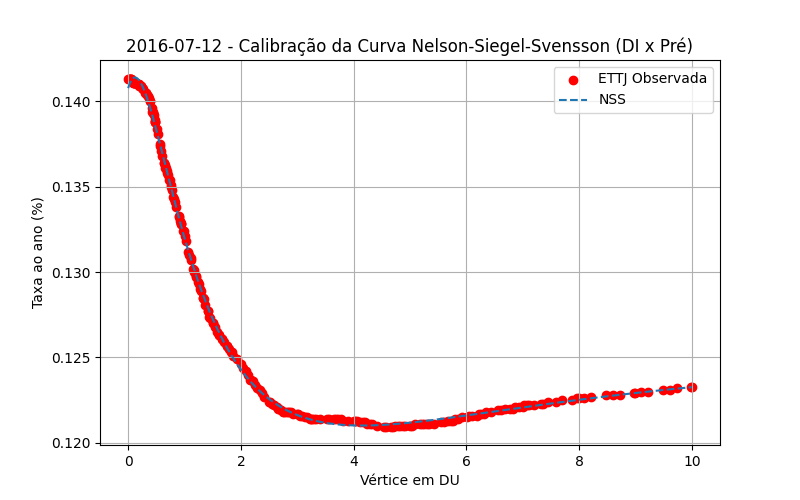 2016-07-12 - Calibração da Curva Nelson-Siegel-Svensson (DI x Pré)
ETTJ Observada
NSS
Taxa ao ano (%)
0.140
0.135
0.130
0.125
0.120
0 2 4 6 8 10
Vértice em DU